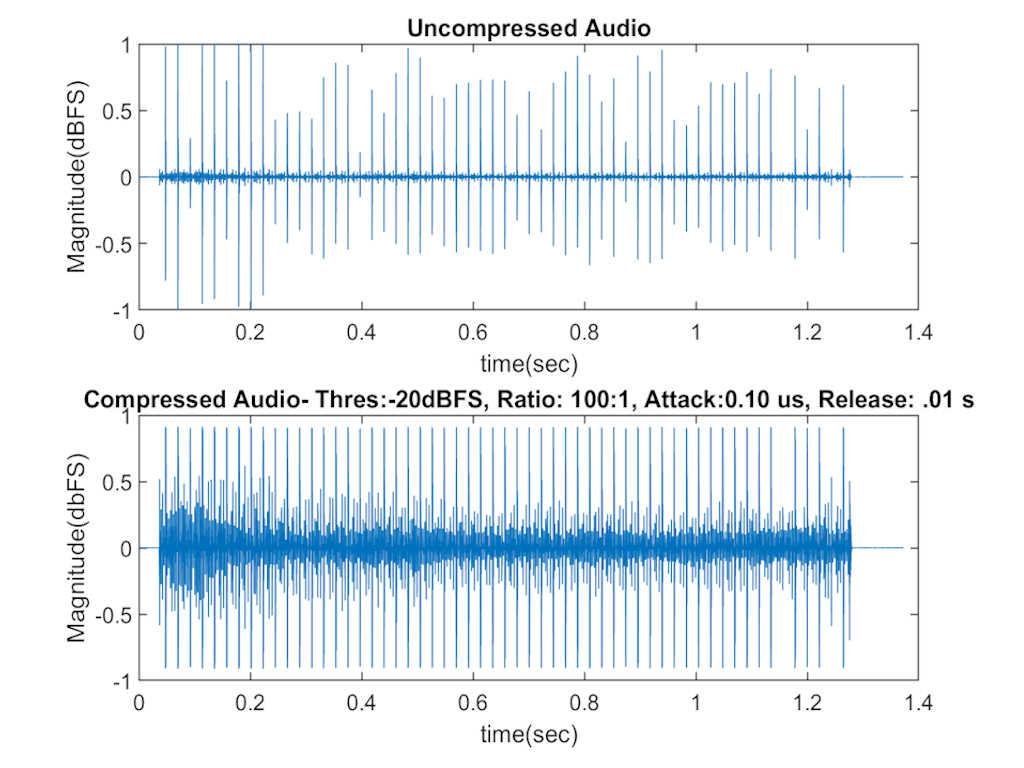 Uncompressed Audio
1
0.5
0
-0.5
-1
Magnitude(dBFS)
0 0.2 0.4 0.6 0.8 1 1.2 1.4
time(sec)
Compressed Audio- Thres:-20dBFS, Ratio: 100:1, Attack:0.10 us, Release: .01 s
1
0.5
0
-0.5
-1
Magnitude(dbFS)
0 0.2 0.4 0.6 0.8 1 1.2 1.4
time(sec)